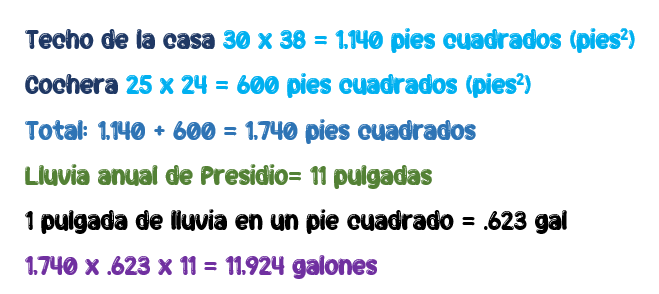 Techo de la casa 30 x 38 = 1.140 pies cuadrados (pies²)
Cochera 25 x 24 = 600 pies cuadrados (pies²)
Total: 1.140 + 600 = 1.740 pies cuadrados
Lluvia anual de Presidio= 11 pulgadas
1 pulgada de lluvia en un pie cuadrado = .623 gal
1.740 x .623 x 11 = 11.924 galones